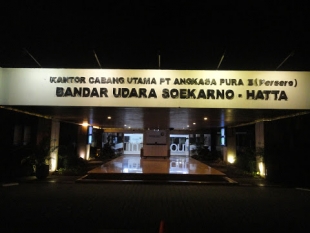 KANTOR CABANG UTAMA PT ANGKASA PURA II (Persero)
BANDAR UDARA SOEKARNO - HATTA